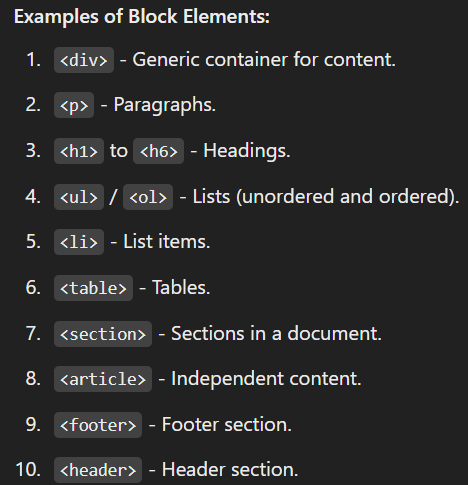 Examples of Block Elements:
1. <div> - Generic container for content.
2. <p> - Paragraphs.
3. <h1> to <h6> - Headings.
4. <ul> / <ol> - Lists (unordered and ordered).
5. <li> - List items.
6. <table> - Tables.
7. <section> - Sections in a document.
8. <article> - Independent content.
9. <footer> - Footer section.
10. <header> - Header section.